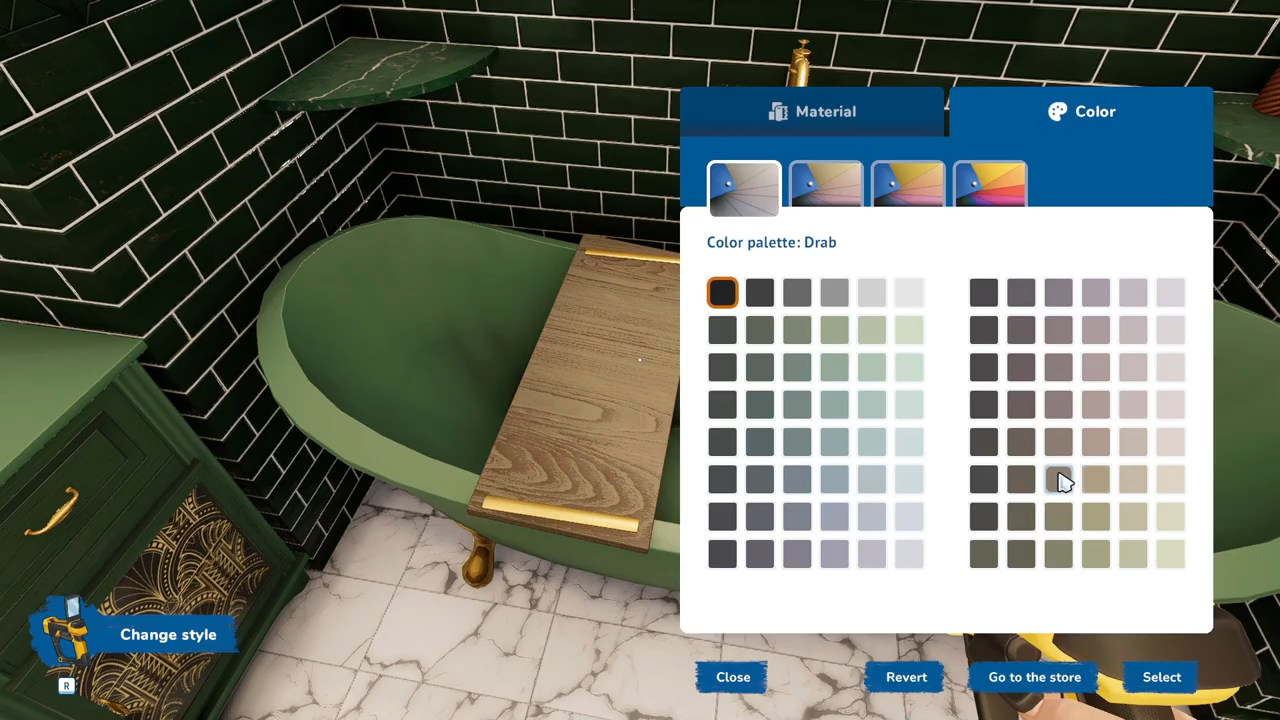 Material
Color
Color palette: Drab
Change style
R
Close
Revert
Go to the store
Select